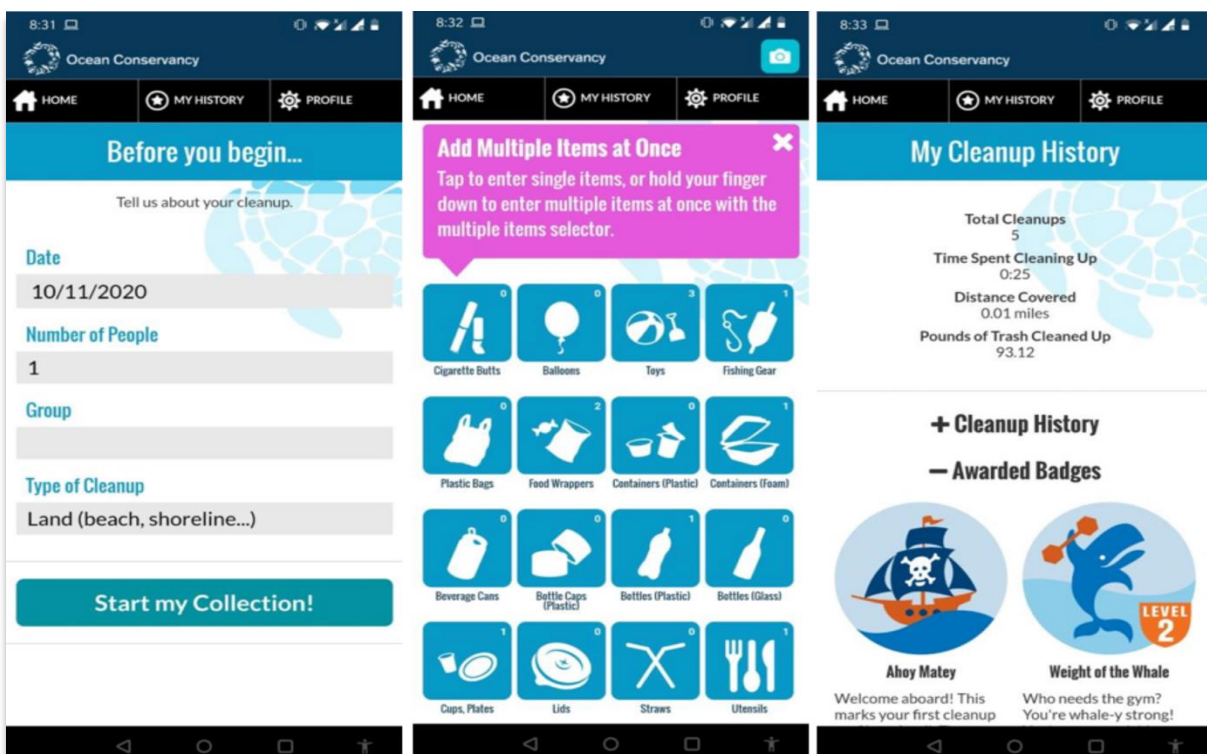 8:31
Ocean Conservancy
HOME MY HISTORY PROFILE
Before you begin...
Tell us about your cleanup.
Date
10/11/2020
Number of People
1
Group
Type of Cleanup
Land (beach, shoreline...)
Start my Collection!
8:32
Ocean Conservancy
HOME MY HISTORY PROFILE
Add Multiple Items at Once
Tap to enter single items, or hold your finger
down to enter multiple items at once with the
multiple items selector.
0 0 3 1
Cigarette Butts Balloons Toys Fishing Gear
0 2 0 1
Plastic Bags Food Wrappers Containers (Plastic) Containers (Foam)
0 0 1 0
Beverage Cans Bottle Caps (Plastic) Bottles (Plastic) Bottles (Glass)
1 0 0 1
Cups, Plates Lids Straws Utensils
8:33
Ocean Conservancy
HOME MY HISTORY PROFILE
My Cleanup History
Total Cleanups
5
Time Spent Cleaning Up
0:25
Distance Covered
0.01 miles
Pounds of Trash Cleaned Up
93.12
+ Cleanup History
– Awarded Badges
LEVEL
2
Ahoy Matey Weight of the Whale
Welcome aboard! This Who needs the gym?
marks your first cleanup You're whale-y strong!